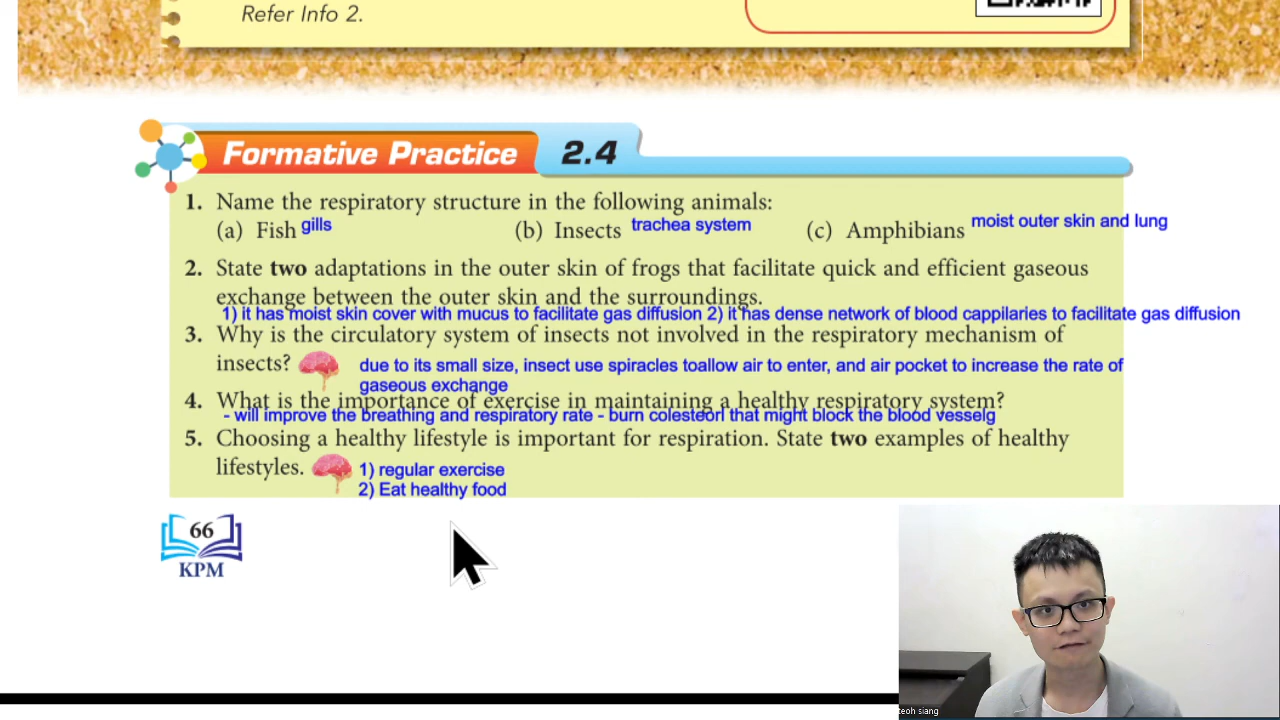 Refer Info 2.
Formative Practice 2.4
1. Name the respiratory structure in the following animals:
(a) Fish gills (b) Insects trachea system (c) Amphibians moist outer skin and lung
2. State two adaptations in the outer skin of frogs that facilitate quick and efficient gaseous
exchange between the outer skin and the surroundings.
1) it has moist skin cover with mucus to facilitate gas diffusion 2) it has dense network of blood cappilaries to facilitate gas diffusion
3. Why is the circulatory system of insects not involved in the respiratory mechanism of
insects? due to its small size, insect use spiracles toallow air to enter, and air pocket to increase the rate of
gaseous exchange
4. What is the importance of exercise in maintaining a healthy respiratory system?
- will improve the breathing and respiratory rate - burn colesteorl that might block the blood vesselg
5. Choosing a healthy lifestyle is important for respiration. State two examples of healthy
lifestyles. 1) regular exercise
2) Eat healthy food
66
KPM
teoh siang